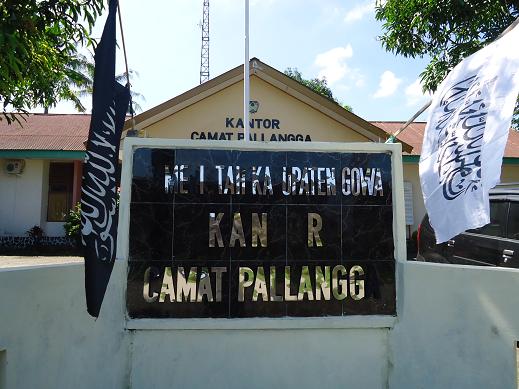 KANTOR
CAMAT PALLANGGA
ME I TAH KA UPATEN GOWA
KAN R
CAMAT PALLANGG